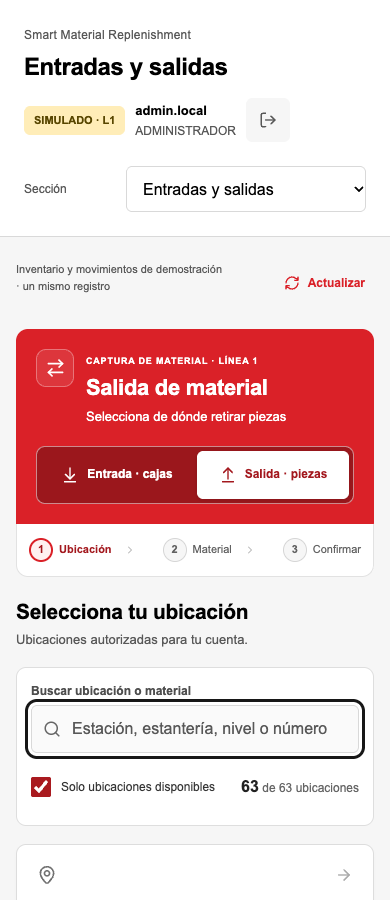 Smart Material Replenishment
Entradas y salidas
SIMULADO · L1
admin.local
ADMINISTRADOR
Sección
Entradas y salidas
Inventario y movimientos de demostración
· un mismo registro
Actualizar
CAPTURA DE MATERIAL · LÍNEA 1
Salida de material
Selecciona de dónde retirar piezas
Entrada · cajas
Salida · piezas
1 Ubicación
2 Material
3 Confirmar
Selecciona tu ubicación
Ubicaciones autorizadas para tu cuenta.
Buscar ubicación o material
Estación, estantería, nivel o número
Solo ubicaciones disponibles
63 de 63 ubicaciones